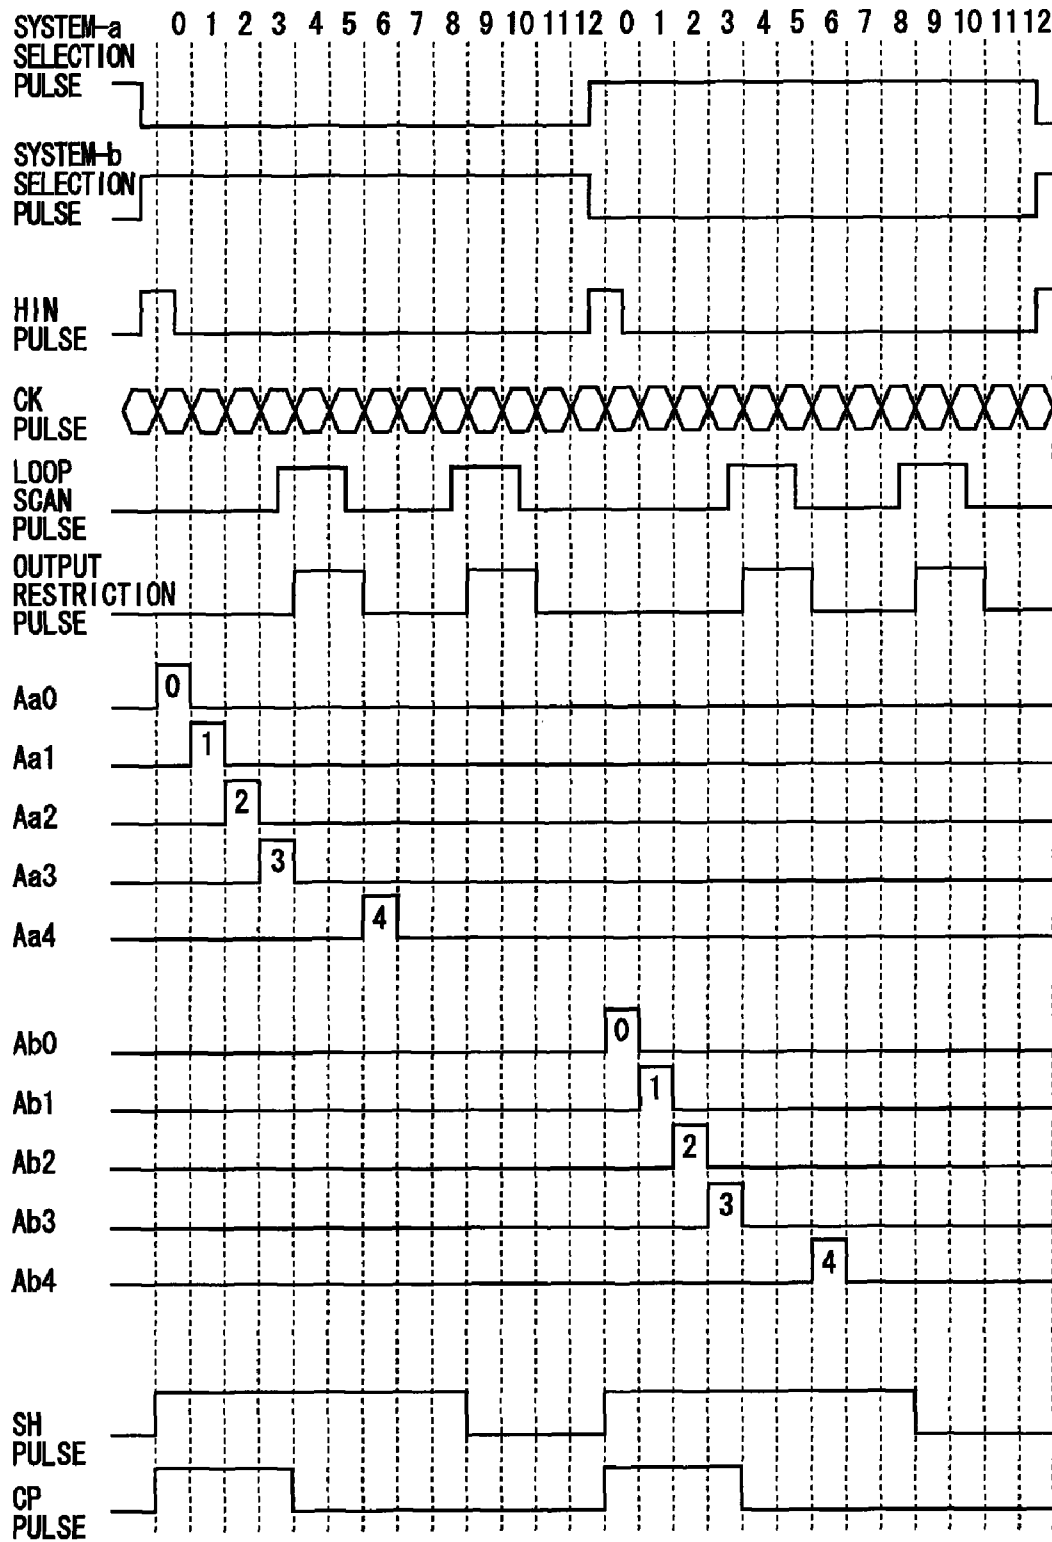 SYSTEM-a 0 1 2 3 4 5 6 7 8 9 10 11 12 0 1 2 3 4 5 6 7 8 9 10 11 12
SELECTION
PULSE
SYSTEM-b
SELECTION
PULSE
HIN
PULSE
CK
PULSE
LOOP
SCAN
PULSE
OUTPUT
RESTRICTION
PULSE
Aa0 0
Aa1 1
Aa2 2
Aa3 3
Aa4 4
Ab0 0
Ab1 1
Ab2 2
Ab3 3
Ab4 4
SH
PULSE
CP
PULSE